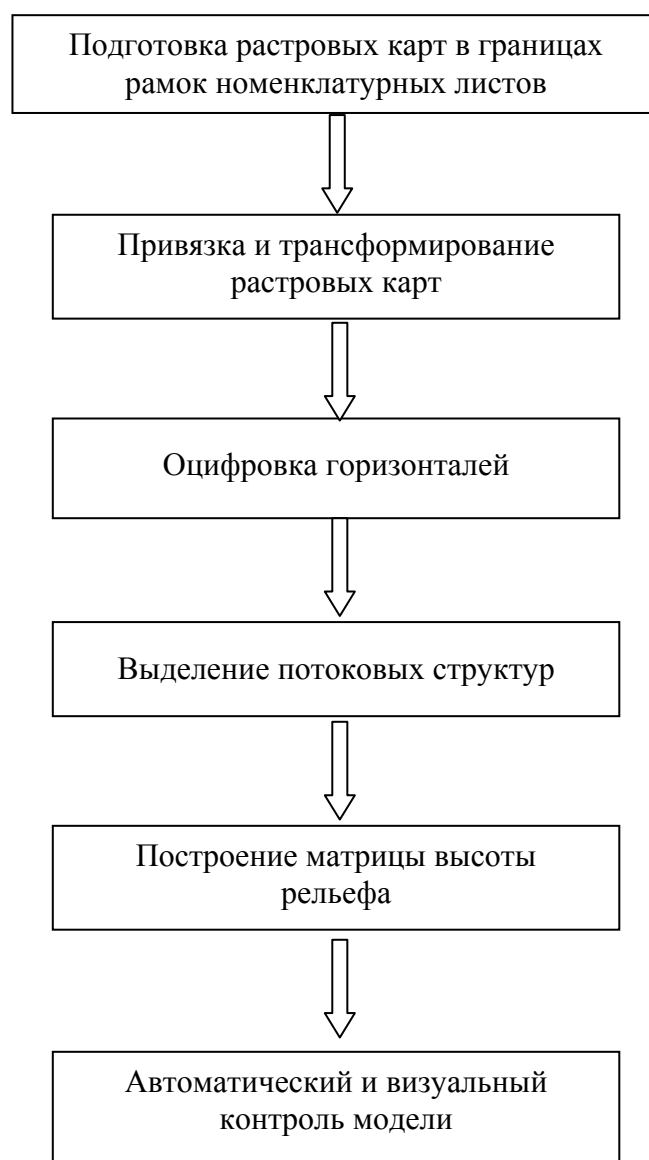 Подготовка растровых карт в границах
рамок номенклатурных листов
Привязка и трансформирование
растровых карт
Оцифровка горизонталей
Выделение потоковых структур
Построение матрицы высоты
рельефа
Автоматический и визуальный
контроль модели